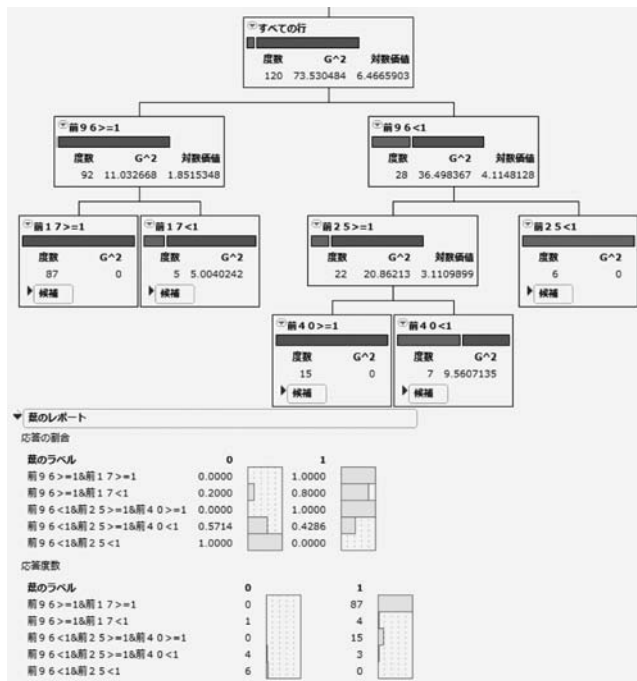 すべての行
度数 G^2 対数価値
120 73.530484 6.4665903
前96>=1 前96<1
度数 G^2 対数価値 度数 G^2 対数価値
92 11.032668 1.8515348 28 36.498367 4.1148128
前17>=1 前17<1 前25>=1 前25<1
度数 G^2 度数 G^2 度数 G^2 対数価値 度数 G^2
87 0 5 5.0040242 22 20.86213 3.1109899 6 0
候補 候補 候補
前40>=1 前40<1
度数 G^2 度数 G^2
15 0 7 9.5607135
候補 候補
葉のレポート
応答の割合
葉のラベル 0 1
前96>=1&前17>=1 0.0000 1.0000
前96>=1&前17<1 0.2000 0.8000
前96<1&前25>=1&前40>=1 0.0000 1.0000
前96<1&前25>=1&前40<1 0.5714 0.4286
前96<1&前25<1 1.0000 0.0000
応答度数
葉のラベル 0 1
前96>=1&前17>=1 0 87
前96>=1&前17<1 1 4
前96<1&前25>=1&前40>=1 0 15
前96<1&前25>=1&前40<1 4 3
前96<1&前25<1 6 0